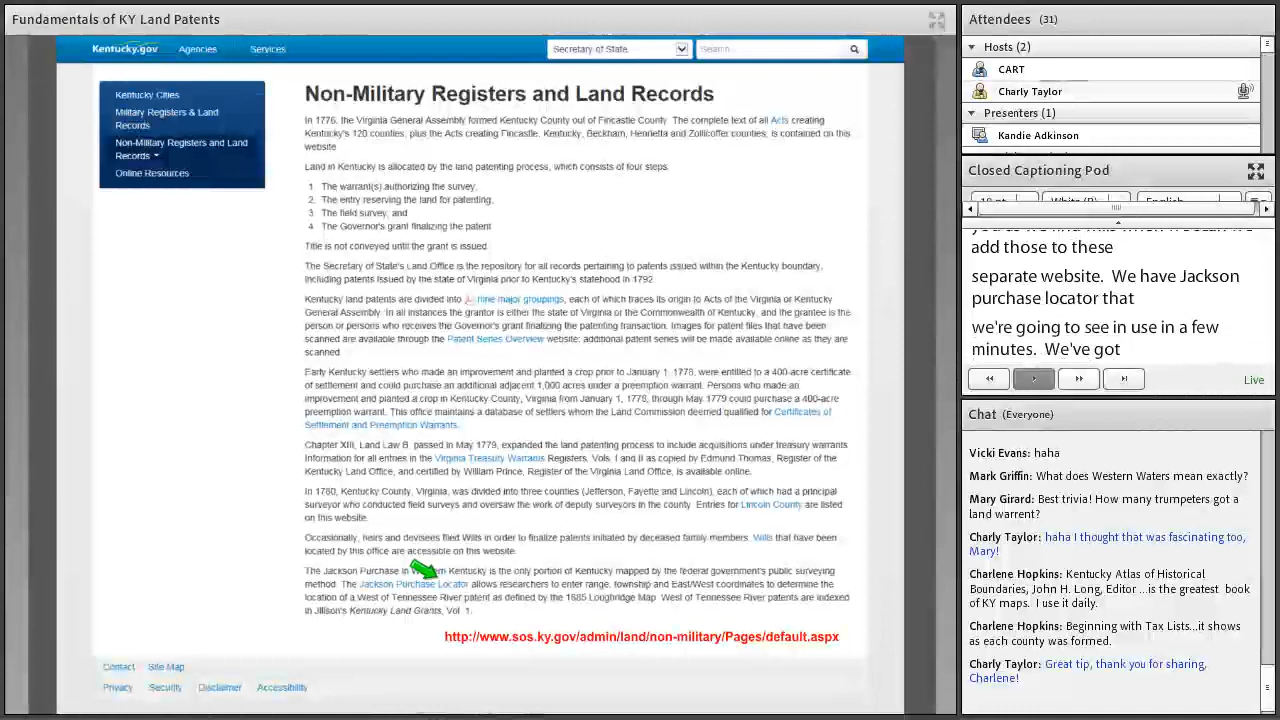 Fundamentals of KY Land Patents
Kentucky.gov Agencies Services Secretary of State Search...
Kentucky Cities
Military Registers & Land
Records
Non-Military Registers and Land
Records
Online Resources
Non-Military Registers and Land Records
In 1776, the Virginia General Assembly formed Kentucky County out of Fincastle County. The complete text of all Acts creating
Kentucky's 120 counties, plus the Acts creating Fincastle, Kentucky, Beckham, Henrietta and Zollicoffer counties, is contained on this
website.
Land in Kentucky is allocated by the land patenting process, which consists of four steps.
1. The warrant(s) authorizing the survey;
2. The entry reserving the land for patenting;
3. The field survey; and
4. The Governor's grant finalizing the patent
Title is not conveyed until the grant is issued.
The Secretary of State's Land Office is the repository for all records pertaining to patents issued within the Kentucky boundary,
including patents issued by the state of Virginia prior to Kentucky's statehood in 1792.
Kentucky land patents are divided into nine major groupings, each of which traces its origin to Acts of the Virginia or Kentucky
General Assembly. In all instances the grantor is either the state of Virginia or the Commonwealth of Kentucky, and the grantee is the
person or persons who receives the Governor's grant finalizing the patenting transaction. Images for patent files that have been
scanned are available through the Patent Series Overview website; additional patent series will be made available online as they are
scanned.
Early Kentucky settlers who made an improvement and planted a crop prior to January 1, 1778, were entitled to a 400-acre certificate
of settlement and could purchase an additional adjacent 1,000 acres under a preemption warrant. Persons who made an
improvement and planted a crop in Kentucky County, Virginia from January 1, 1778, through May 1779 could purchase a 400-acre
preemption warrant. This office maintains a database of settlers whom the Land Commission deemed qualified for Certificates of
Settlement and Preemption Warrants.
Chapter XIII, Land Law B, passed in May 1779, expanded the land patenting process to include acquisitions under treasury warrants.
Information for all entries in the Virginia Treasury Warrants Registers, Vols. I and II as copied by Edmund Thomas, Register of the
Kentucky Land Office, and certified by William Prince, Register of the Virginia Land Office, is available online.
In 1780, Kentucky County, Virginia, was divided into three counties (Jefferson, Fayette and Lincoln), each of which had a principal
surveyor who conducted field surveys and oversaw the work of deputy surveyors in the county. Entries for Lincoln County are listed
on this website.
Occasionally, heirs and devisees filed Wills in order to finalize patents initiated by deceased family members. Wills that have been
located by this office are accessible on this website.
The Jackson Purchase in Western Kentucky is the only portion of Kentucky mapped by the federal government's public surveying
method. The Jackson Purchase Locator allows researchers to enter range, township and East/West coordinates to determine the
location of a West of Tennessee River patent as defined by the 1885 Loughridge Map. West of Tennessee River patents are indexed
in Jillson's Kentucky Land Grants, Vol. 1.
http://www.sos.ky.gov/admin/land/non-military/Pages/default.aspx
Contact Site Map
Privacy Security Disclaimer Accessibility
Attendees (31)
Hosts (2)
CART
Charly Taylor
Presenters (1)
Kandie Adkinson
Closed Captioning Pod
add those to these
separate website. We have Jackson
purchase locator that
we're going to see in use in a few
minutes. We've got
Live
Chat (Everyone)
Vicki Evans: haha
Mark Griffin: What does Western Waters mean exactly?
Mary Girard: Best trivia! How many trumpeters got a
land warrent?
Charly Taylor: haha I thought that was fascinating too,
Mary!
Charlene Hopkins: Kentucky Atlas of Historical
Boundaries, John H. Long, Editor...is the greatest book
of KY maps. I use it daily.
Charlene Hopkins: Beginning with Tax Lists...it shows
as each county was formed.
Charly Taylor: Great tip, thank you for sharing,
Charlene!